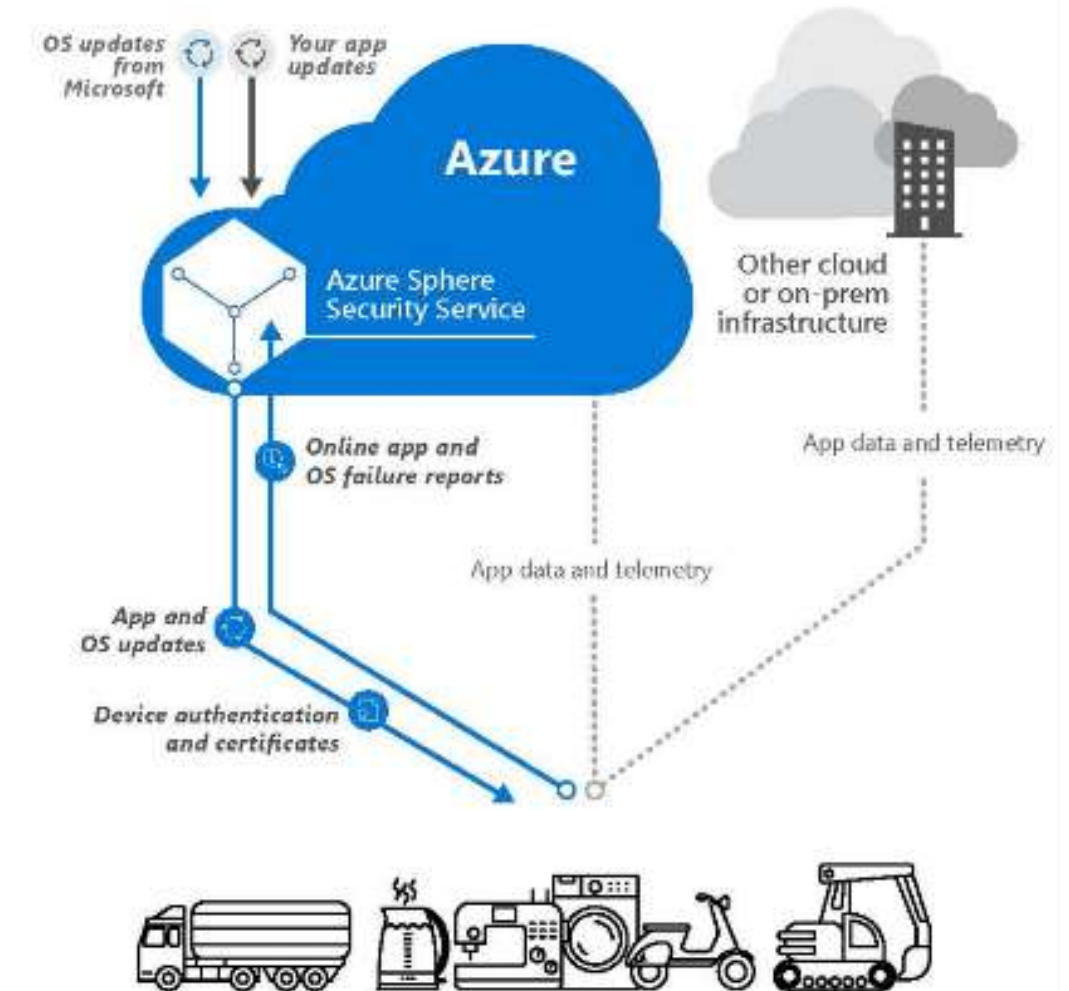 OS updates
from
Microsoft
Your app
updates
Azure
Azure Sphere
Security Service
Other cloud
or on-prem
infrastructure
Online app and
OS failure reports
App data and telemetry
App data and telemetry
App and
OS updates
Device authentication
and certificates